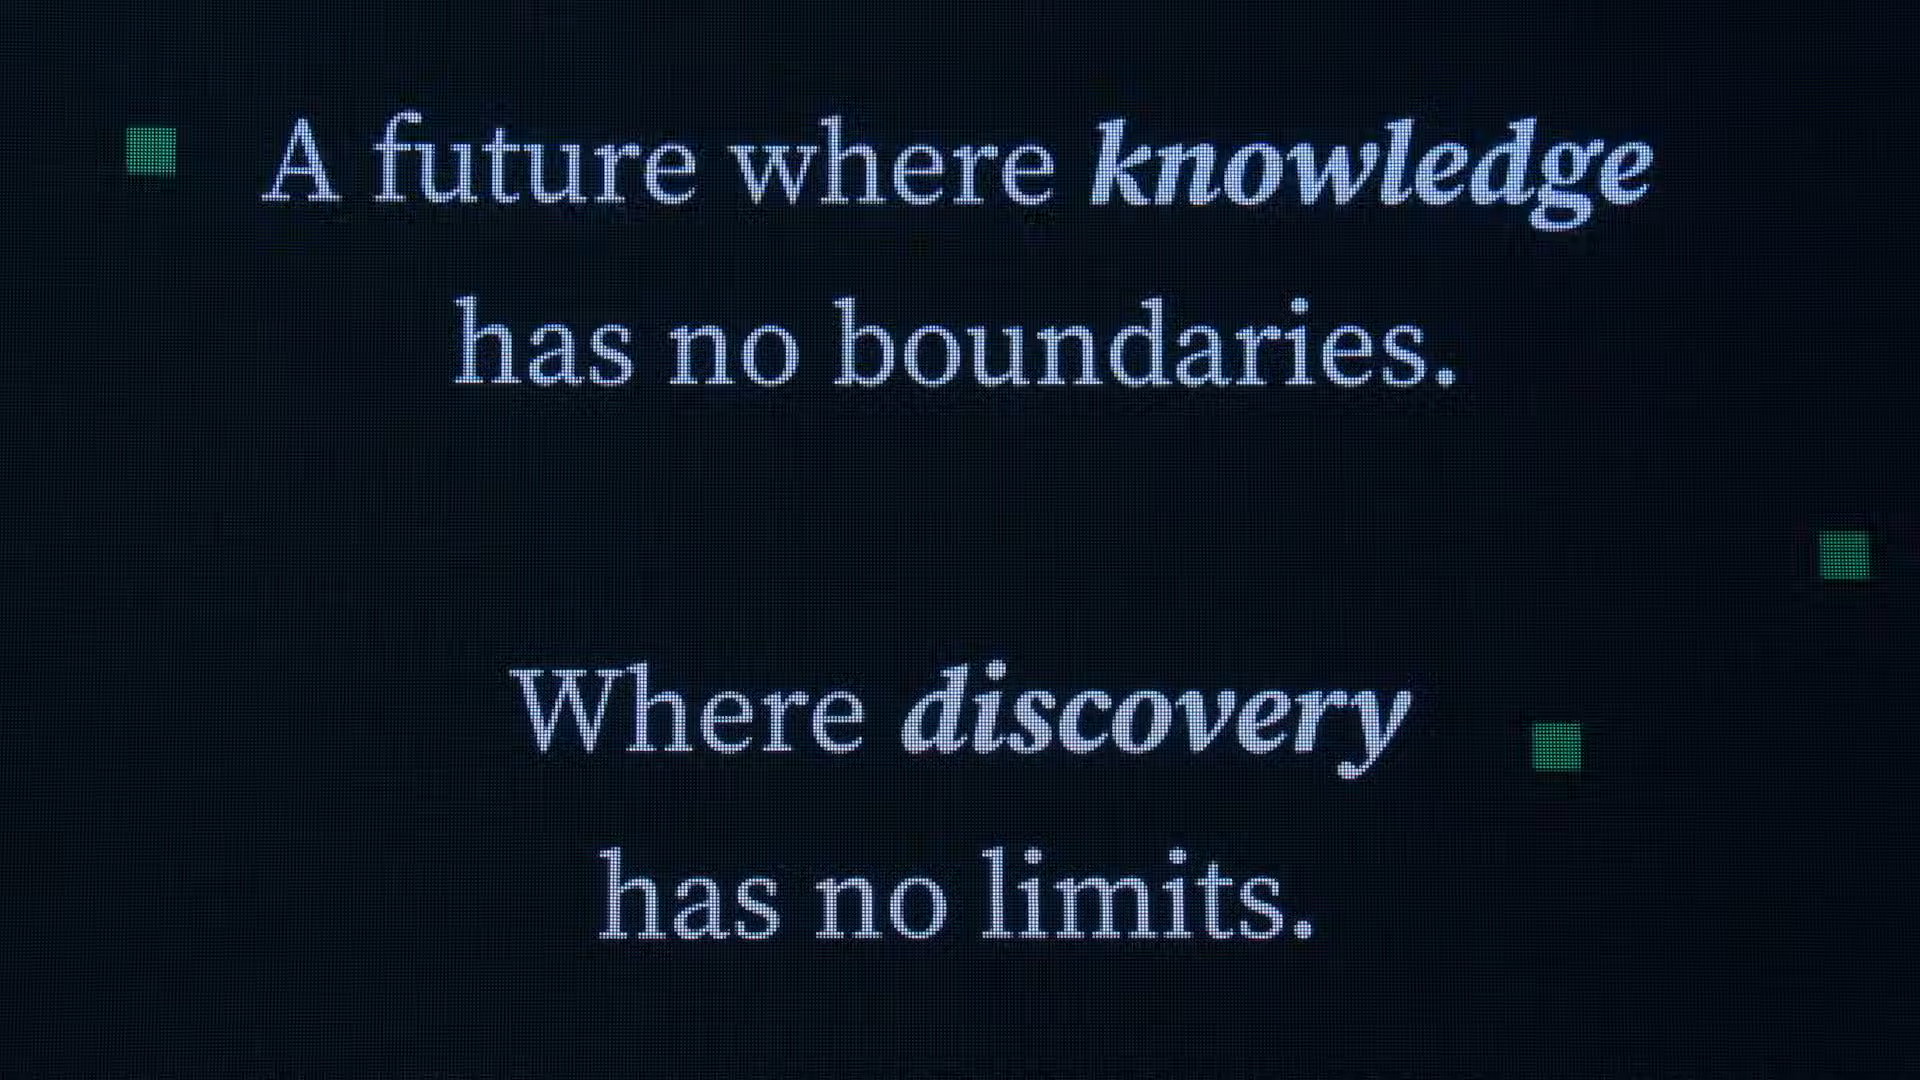 A future where knowledge
has no boundaries.
Where discovery
has no limits.